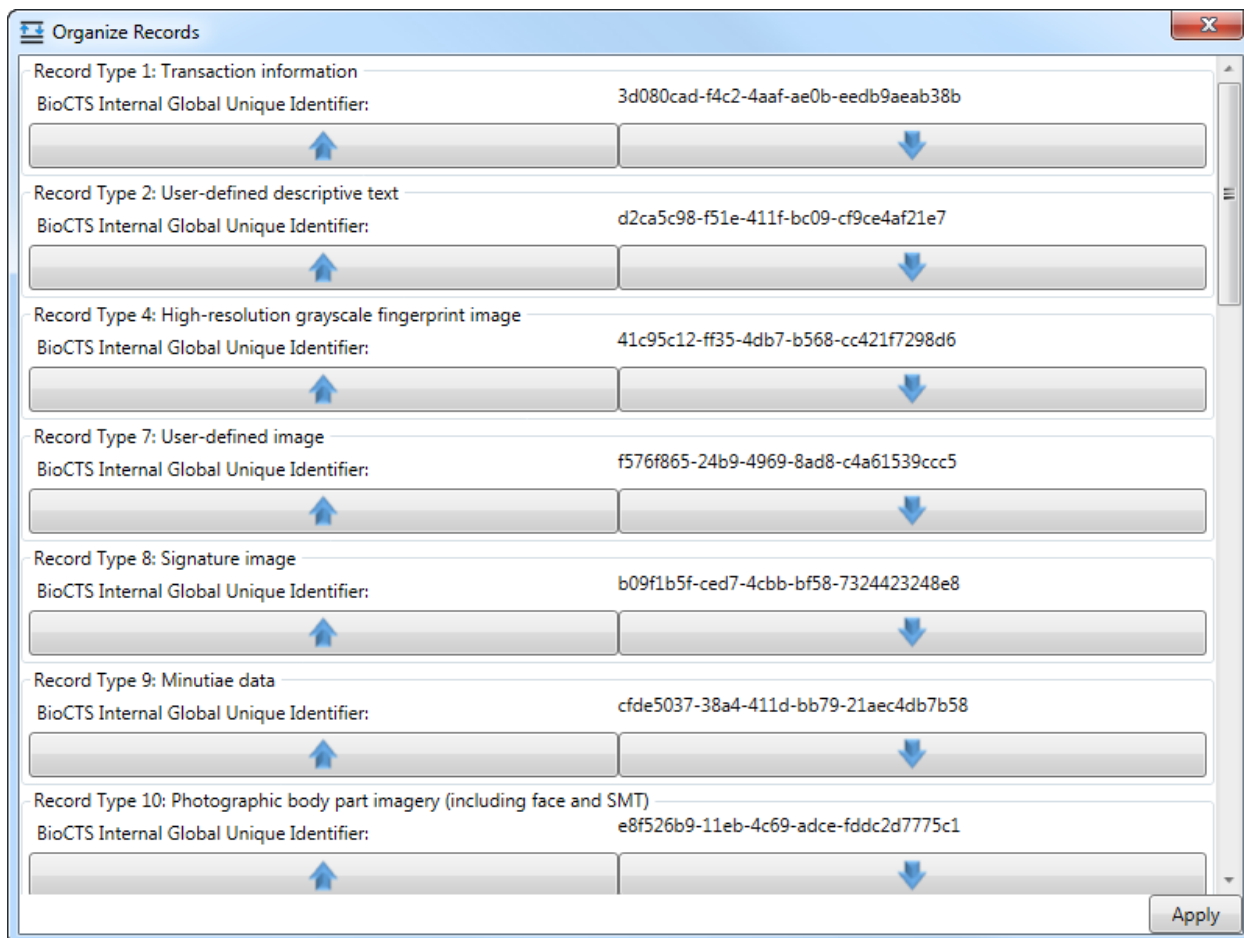 Organize Records
Record Type 1: Transaction information
BioCTS Internal Global Unique Identifier: 3d080cad-f4c2-4aaf-ae0b-eedb9aeab38b
Record Type 2: User-defined descriptive text
BioCTS Internal Global Unique Identifier: d2ca5c98-f51e-411f-bc09-cf9ce4af21e7
Record Type 4: High-resolution grayscale fingerprint image
BioCTS Internal Global Unique Identifier: 41c95c12-ff35-4db7-b568-cc421f7298d6
Record Type 7: User-defined image
BioCTS Internal Global Unique Identifier: f576f865-24b9-4969-8ad8-c4a61539ccc5
Record Type 8: Signature image
BioCTS Internal Global Unique Identifier: b09f1b5f-ced7-4cbb-bf58-7324423248e8
Record Type 9: Minutiae data
BioCTS Internal Global Unique Identifier: cfde5037-38a4-411d-bb79-21aec4db7b58
Record Type 10: Photographic body part imagery (including face and SMT)
BioCTS Internal Global Unique Identifier: e8f526b9-11eb-4c69-adce-fddc2d7775c1
Apply